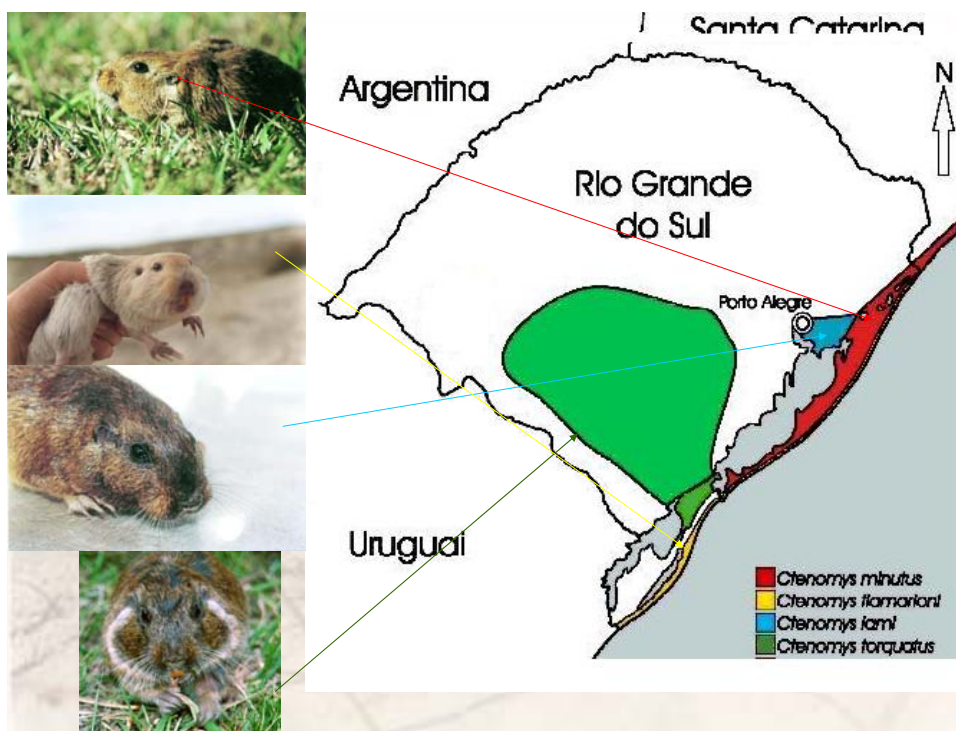 Santa Catarina
Argentina
N
Rio Grande
do Sul
Porto Alegre
Uruguai
Ctenomys minutus
Ctenomys flamarioni
Ctenomys lami
Ctenomys torquatus